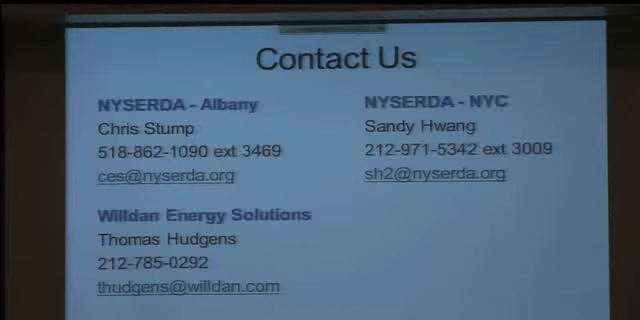 Contact Us
NYSERDA - Albany
Chris Stump
518-862-1090 ext 3469
ces@nyserda.org
NYSERDA - NYC
Sandy Hwang
212-971-5342 ext 3009
sh2@nyserda.org
Willdan Energy Solutions
Thomas Hudgens
212-785-0292
thudgens@willdan.com